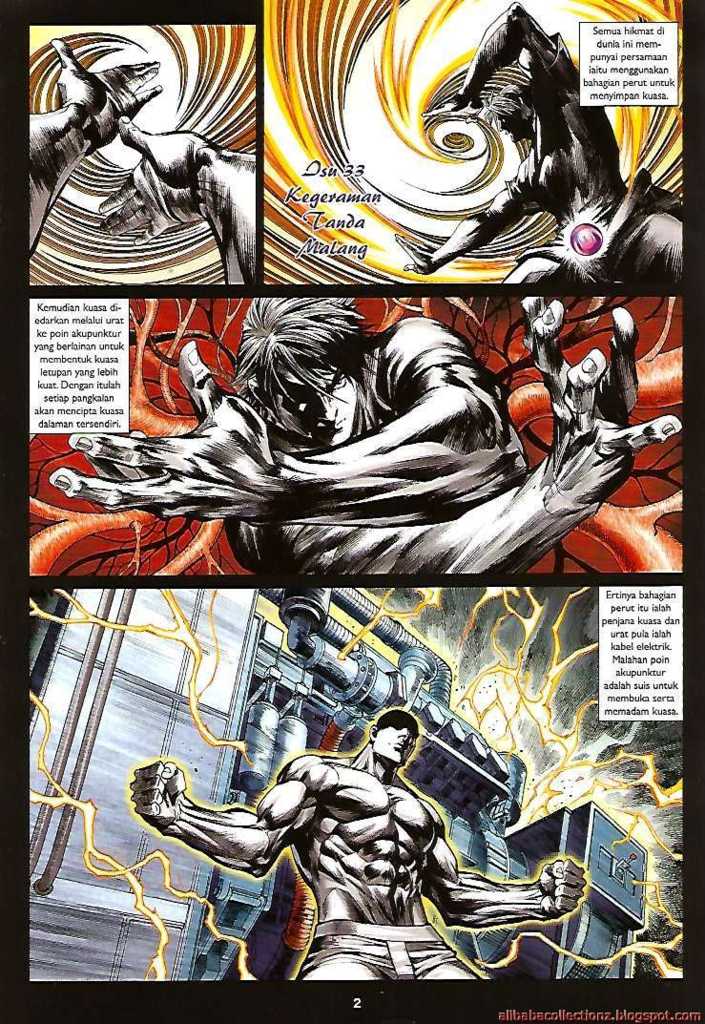 Semua hikmat di
dunia ini mem-
punyai persamaan
iaitu menggunakan
bahagian perut untuk
menyimpan kuasa.
Isu 33
Kegeraman
Tanda
Malang
Kemudian kuasa di-
edarkan melalui urat
ke poin akupunktur
yang berlainan untuk
membentuk kuasa
letupan yang lebih
kuat. Dengan itulah
setiap pangkalan
akan mencipta kuasa
dalaman tersendiri.
Ertinya bahagian
perut itu ialah
penjana kuasa dan
urat pula ialah
kabel elektrik.
Malahan poin
akupunktur
adalah suis untuk
membuka serta
memadam kuasa.
2
alibabacollectionz.blogspot.com